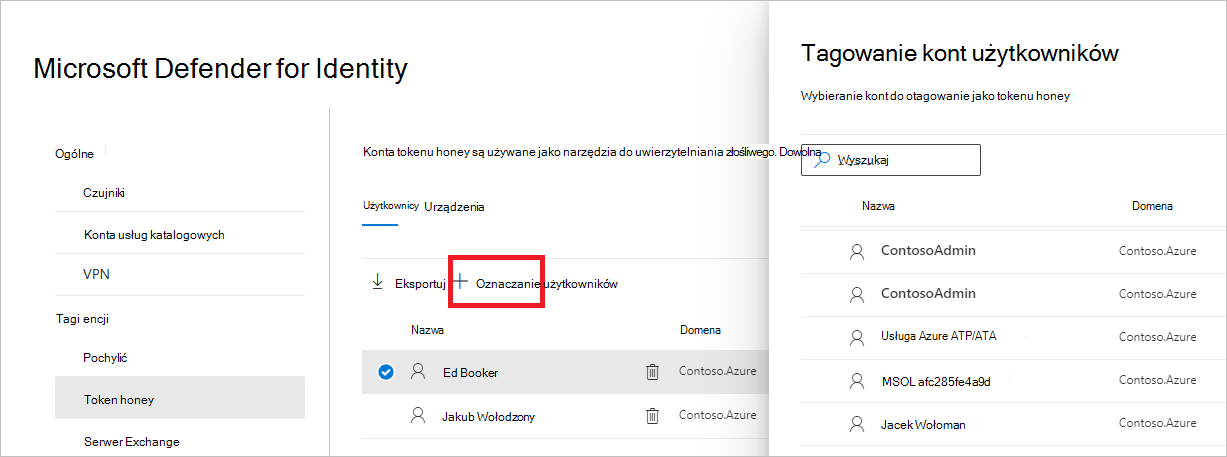 Microsoft Defender for Identity
Ogólne
Czujniki
Konta usług katalogowych
VPN
Tagi encji
Pochylić
Token honey
Serwer Exchange
Konta tokenu honey są używane jako narzędzia do uwierzytelniania złośliwego. Dowolną
Użytkownicy Urządzenia
Eksportuj Oznaczanie użytkowników
Nazwa Domena
Ed Booker Contoso.Azure
Jakub Wołodzony Contoso.Azure
Tagowanie kont użytkowników
Wybieranie kont do otagowanie jako tokenu honey
Wyszukaj
Nazwa Domena
ContosoAdmin Contoso.Azure
ContosoAdmin Contoso.Azure
Usługa Azure ATP/ATA Contoso.Azure
MSOL afc285fe4a9d Contoso.Azure
Jacek Wołoman Contoso.Azure